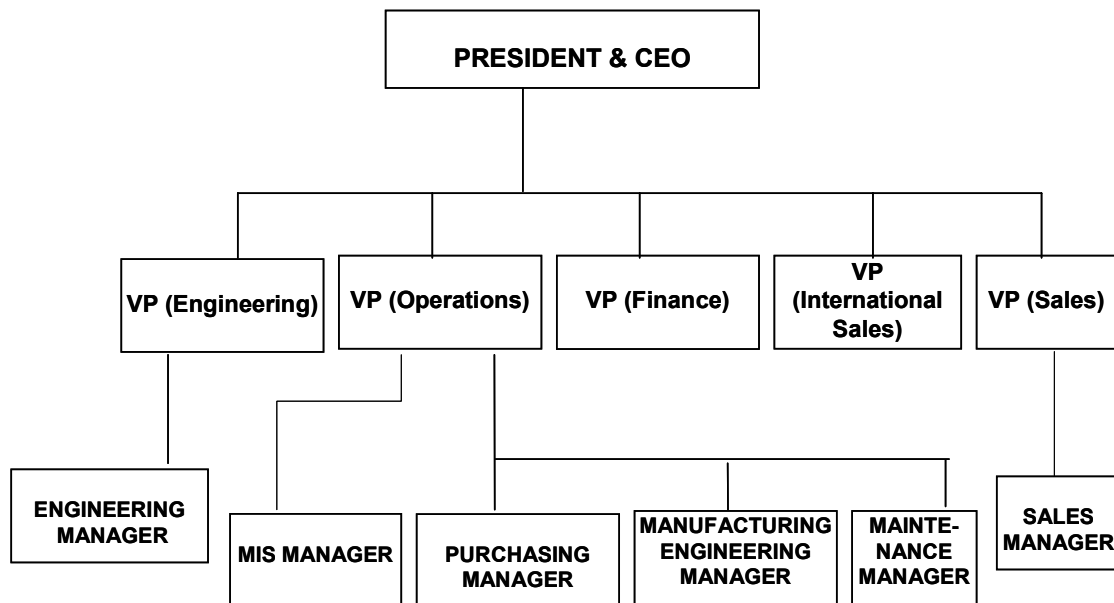 PRESIDENT & CEO
VP (Engineering)
VP (Operations)
VP (Finance)
VP
(International
Sales)
VP (Sales)
ENGINEERING
MANAGER
MIS MANAGER
PURCHASING
MANAGER
MANUFACTURING
ENGINEERING
MANAGER
MAINTE-
NANCE
MANAGER
SALES
MANAGER